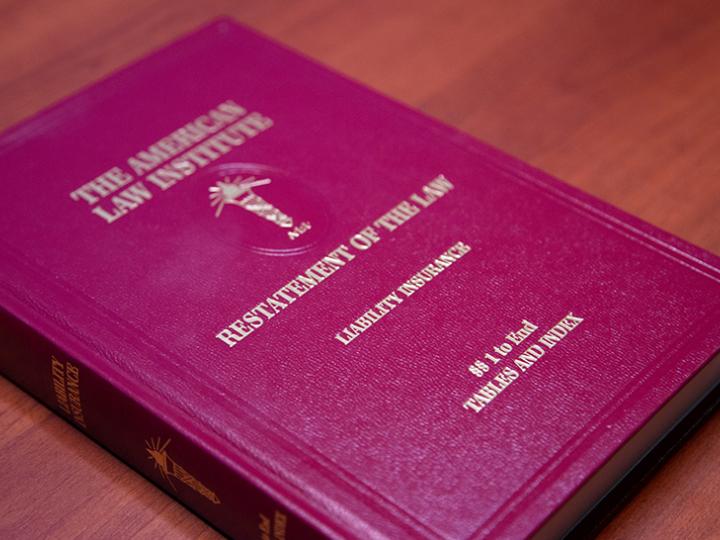 THE AMERICAN
LAW INSTITUTE
ALI
RESTATEMENT OF THE LAW
LIABILITY INSURANCE
§§ 1 to End
TABLES AND INDEX
LIABILITY
INSURANCE